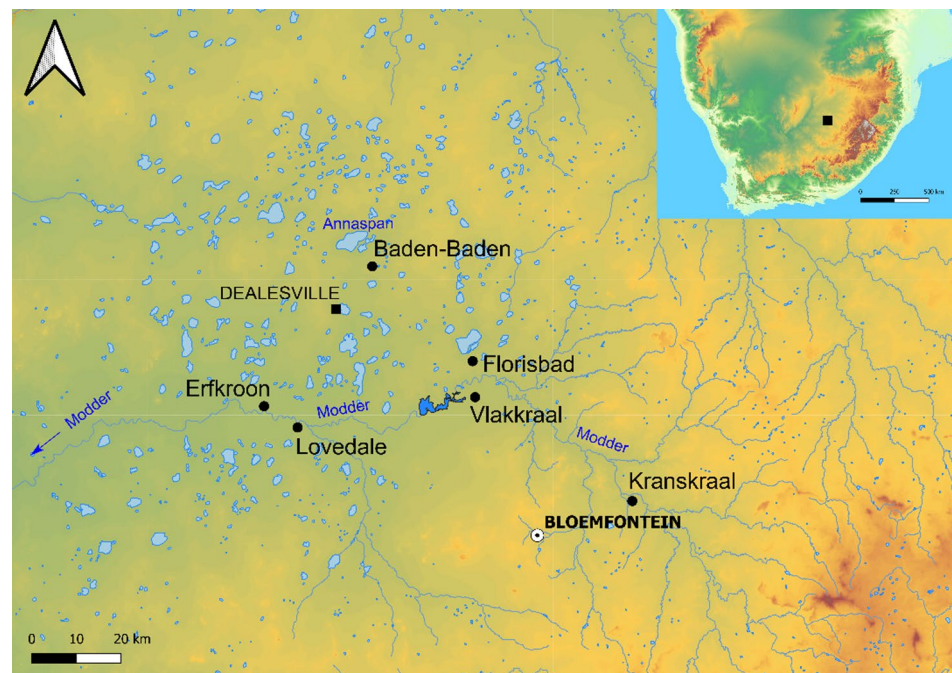 0 250 500 km
Annaspan
Baden-Baden
DEALESVILLE
Florisbad
Erfkroon
Modder
Modder
Vlakkraal
Lovedale
Modder
Kranskraal
BLOEMFONTEIN
0 10 20 km